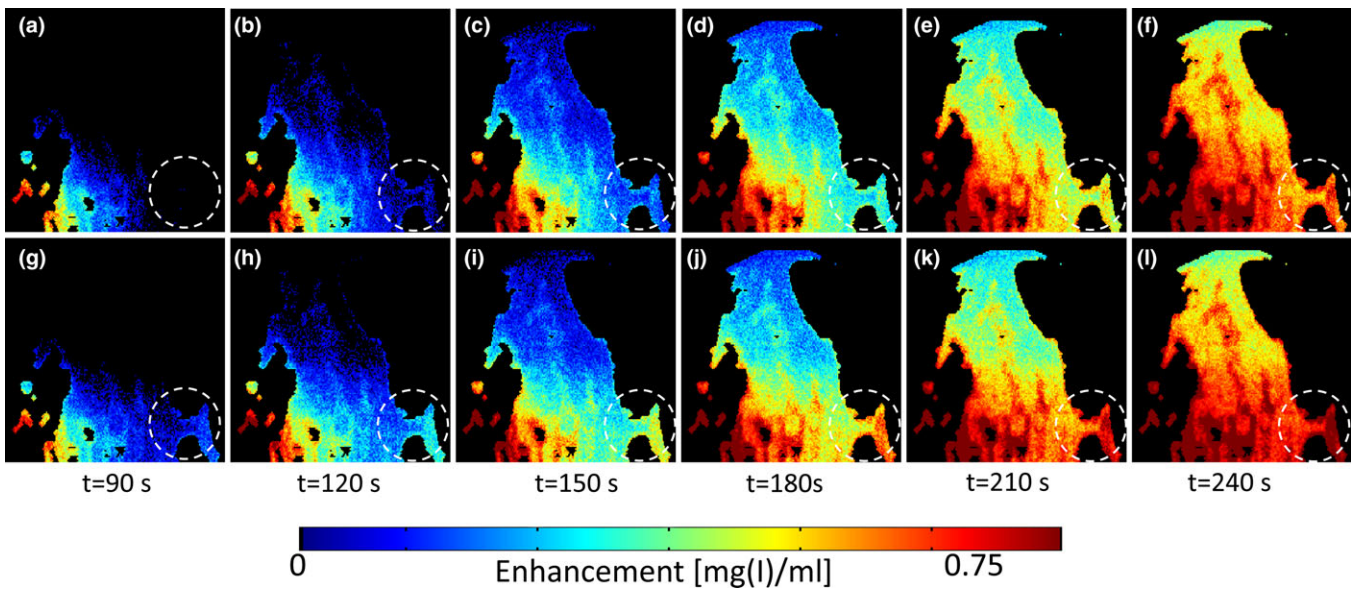 (a) (b) (c) (d) (e) (f)
(g) (h) (i) (j) (k) (l)
t=90 s t=120 s t=150 s t=180s t=210 s t=240 s
0 Enhancement [mg(I)/ml] 0.75